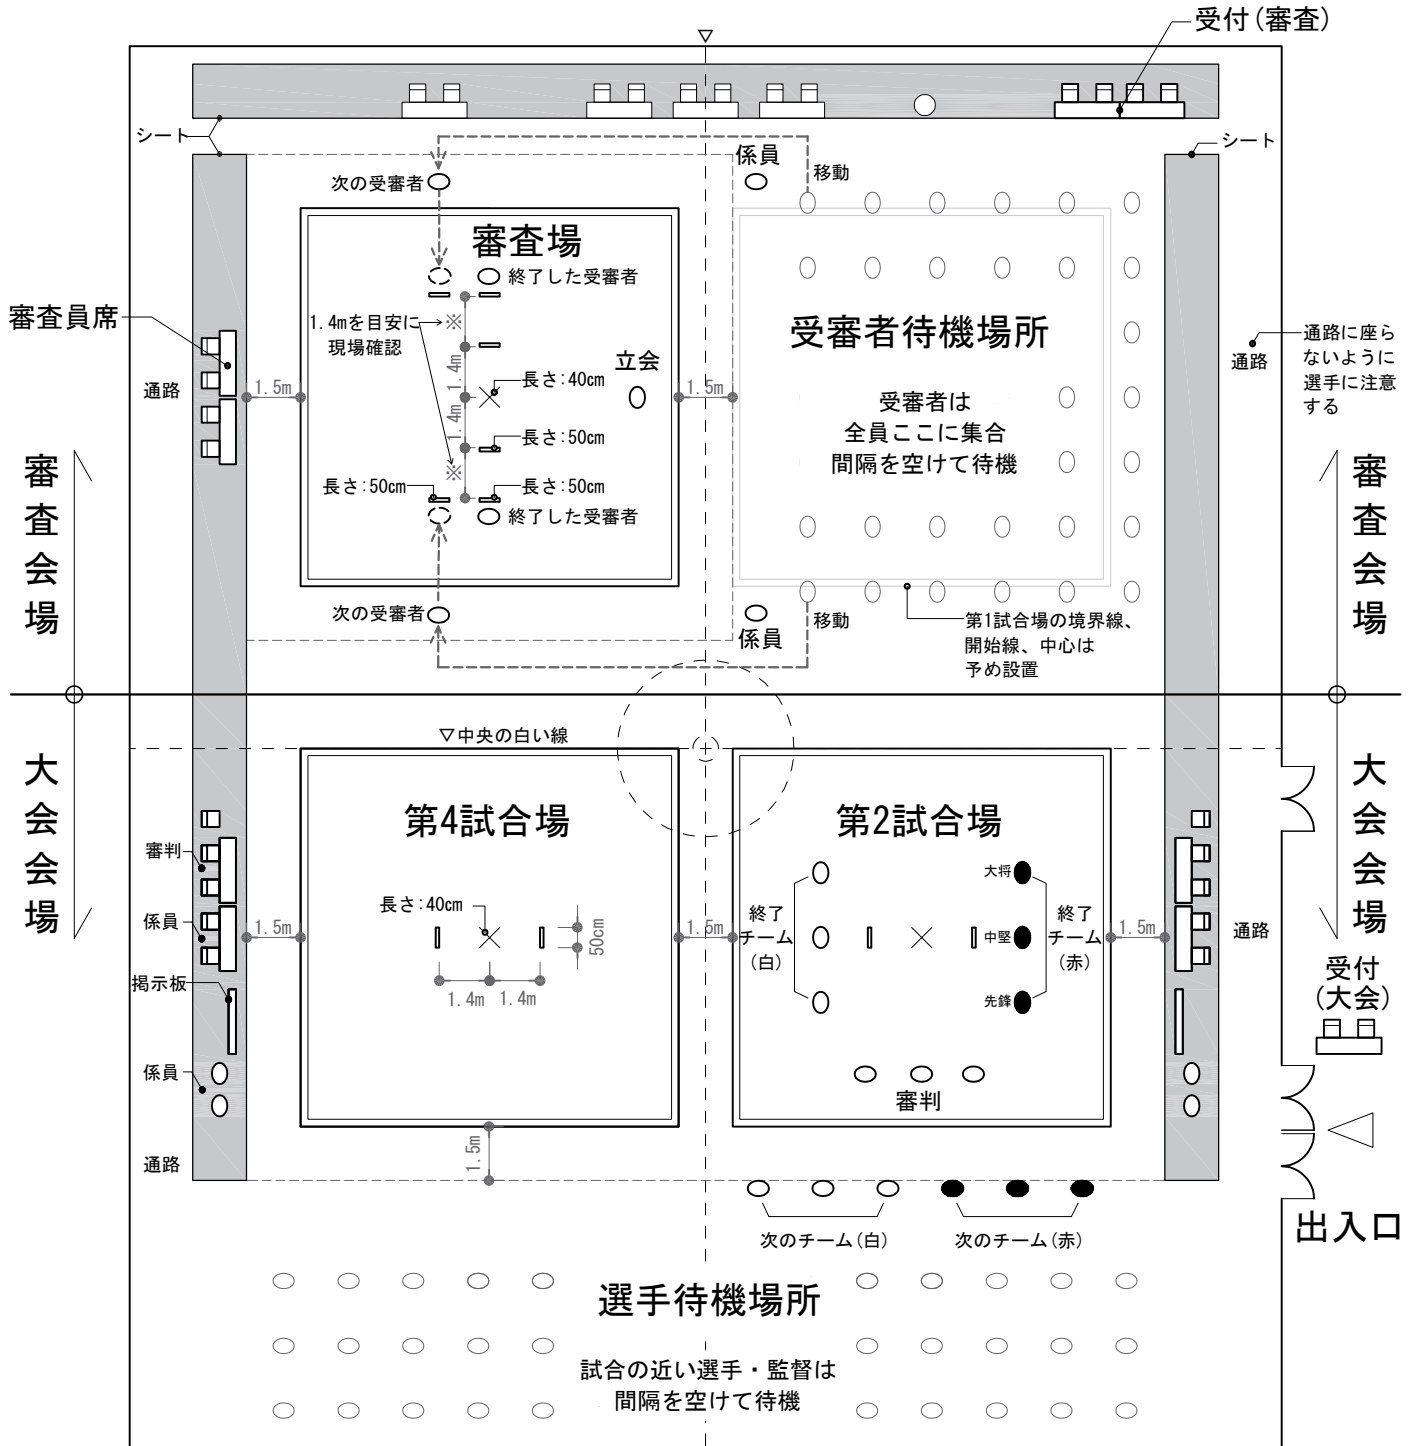 受付(審査)
シート
シート
係員
移動
次の受審者
審査場
終了した受審者
審査員席
1.4mを目安に
現場確認
※
1.4m
1.4m
※
長さ:40cm
立会
長さ:50cm
長さ:50cm
長さ:50cm
終了した受審者
通路
1.5m
1.5m
受審者待機場所
受審者は
全員ここに集合
間隔を空けて待機
通路
通路に座ら
ないように
選手に注意
する
審査会場
審査会場
次の受審者
係員
移動
第1試合場の境界線、
開始線、中心は
予め設置
▽中央の白い線
大会会場
大会会場
第4試合場
第2試合場
審判
係員
掲示板
係員
通路
1.5m
長さ:40cm
50cm
1.4m
1.4m
1.5m
1.5m
終了
チーム
(白)
大将
中堅
先鋒
終了
チーム
(赤)
1.5m
審判
通路
受付
(大会)
出入口
次のチーム(白)
次のチーム(赤)
選手待機場所
試合の近い選手・監督は
間隔を空けて待機